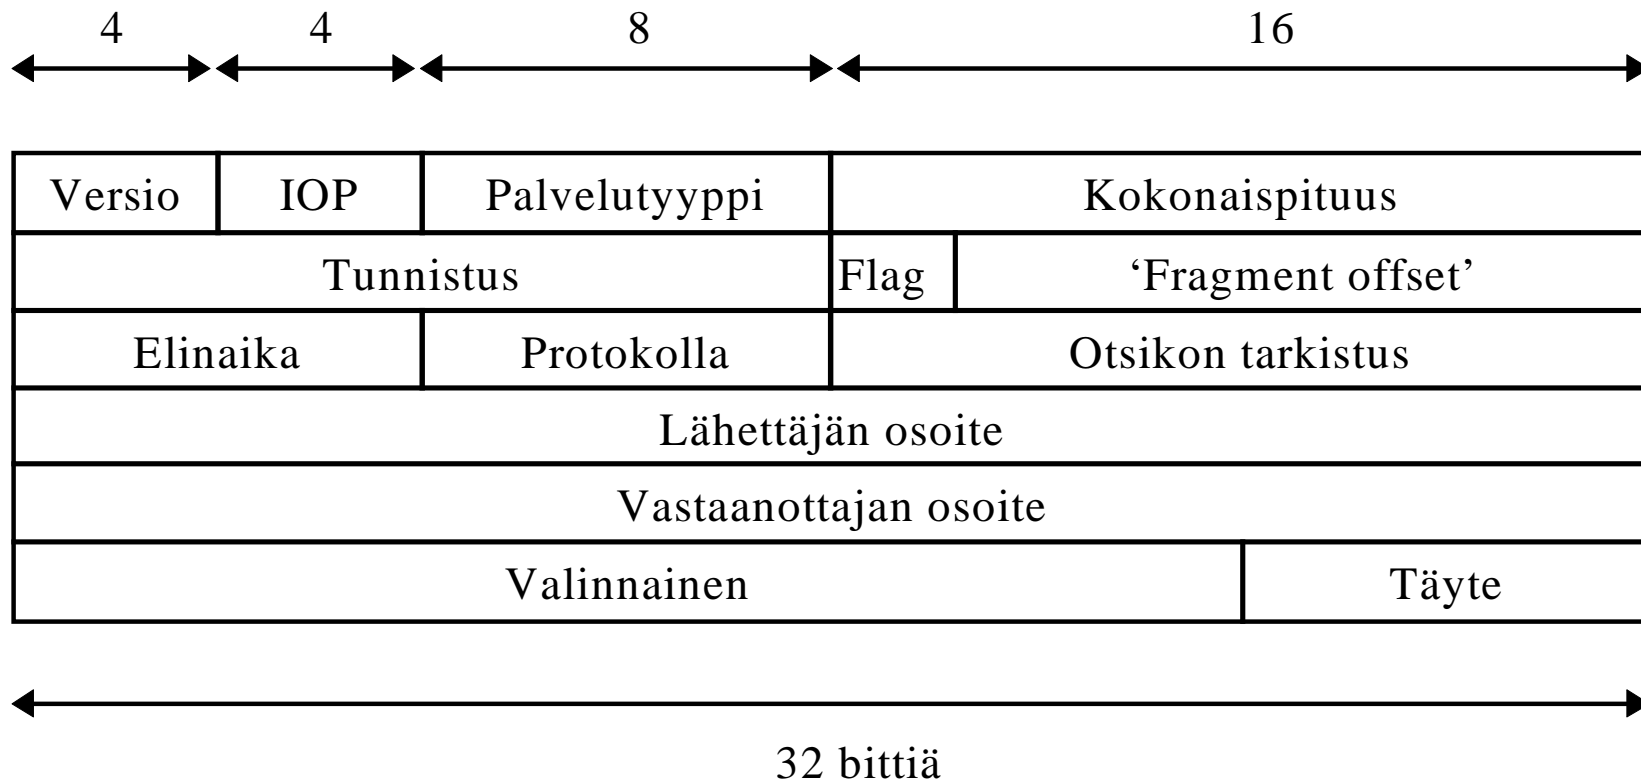 4 4 8 16
Versio IOP Palvelutyyppi Kokonaispituus
Tunnistus Flag ‘Fragment offset’
Elinaika Protokolla Otsikon tarkistus
Lähettäjän osoite
Vastaanottajan osoite
Valinnainen Täyte
32 bittiä